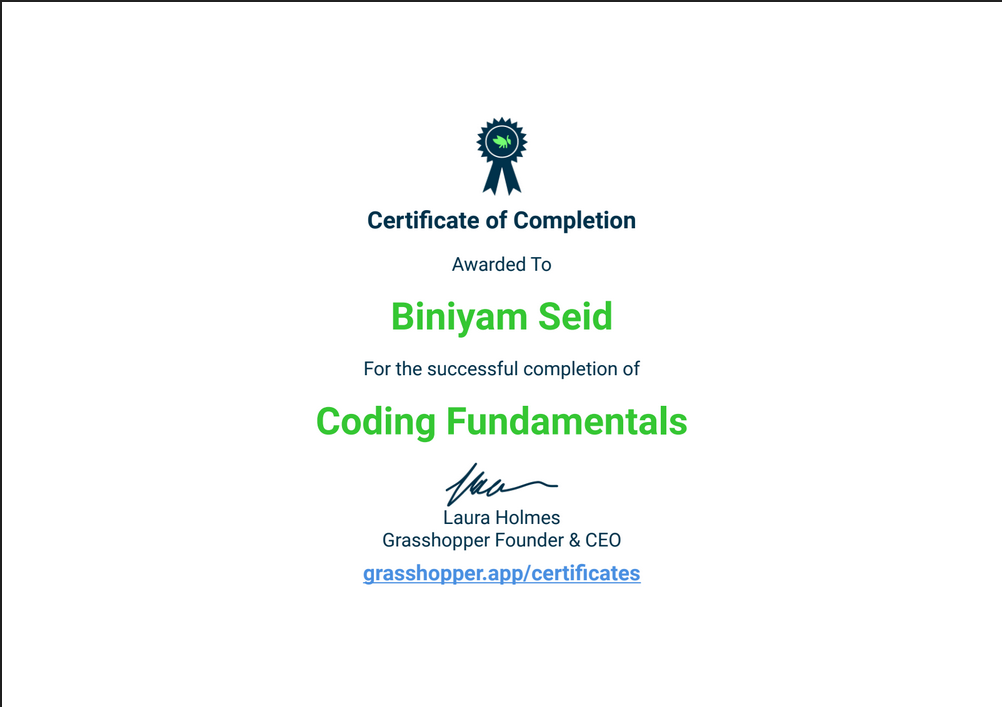 Certificate of Completion
Awarded To
Biniyam Seid
For the successful completion of
Coding Fundamentals
Laura Holmes
Grasshopper Founder & CEO
grasshopper.app/certificates